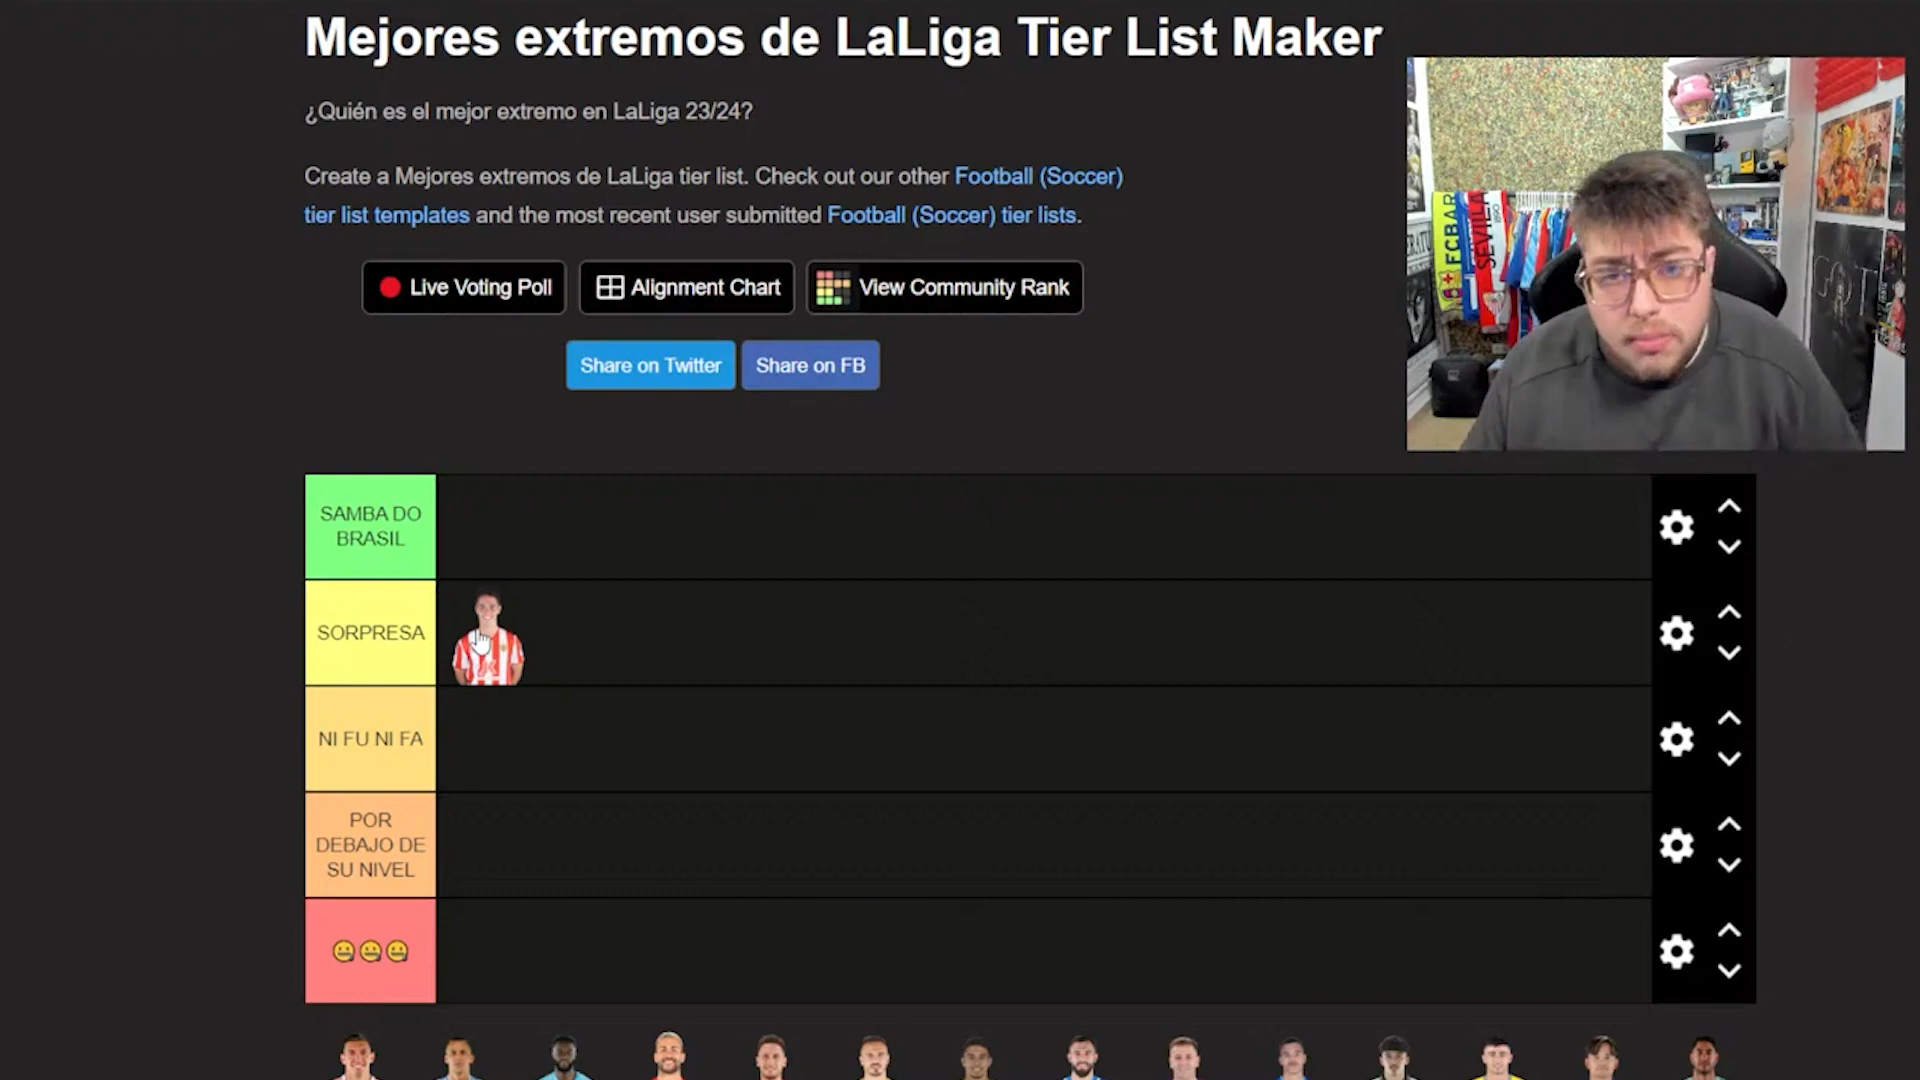 Mejores extremos de LaLiga Tier List Maker
¿Quién es el mejor extremo en LaLiga 23/24?
Create a Mejores extremos de LaLiga tier list. Check out our other Football (Soccer)
tier list templates and the most recent user submitted Football (Soccer) tier lists.
Live Voting Poll
Alignment Chart
View Community Rank
Share on Twitter
Share on FB
FCBAR
SEVILLA
SAMBA DO
BRASIL
SORPRESA
NI FU NI FA
POR
DEBAJO DE
SU NIVEL